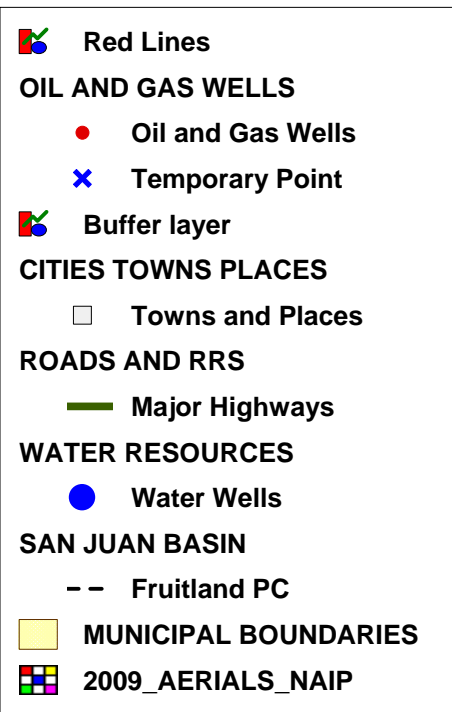 Red Lines
OIL AND GAS WELLS
Oil and Gas Wells
Temporary Point
Buffer layer
CITIES TOWNS PLACES
Towns and Places
ROADS AND RRS
Major Highways
WATER RESOURCES
Water Wells
SAN JUAN BASIN
Fruitland PC
MUNICIPAL BOUNDARIES
2009_AERIALS_NAIP